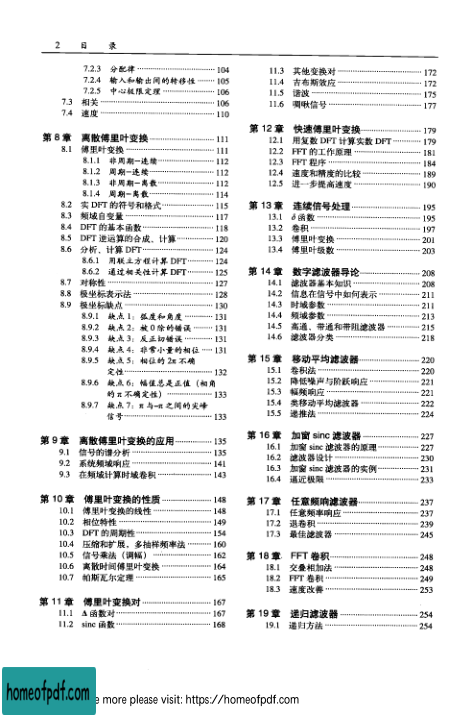 2 目 录
7.2.3 分配律 104
7.2.4 输入和输出间的转移性 105
7.2.5 中心极限定理 106
7.3 相关 106
7.4 速度 110
第8章 离散傅里叶变换 111
8.1 傅里叶变换 111
8.1.1 非周期-连续 112
8.1.2 周期-连续 112
8.1.3 非周期-离散 112
8.1.4 周期-离散 114
8.2 实 DFT 的符号和格式 115
8.3 频域自变量 117
8.4 DFT 的基本函数 118
8.5 DFT 逆运算的合成,计算 120
8.6 分析,计算 DFT 124
8.6.1 用联立方程计算 DFT 124
8.6.2 通过相关性计算 DFT 125
8.7 对称性 127
8.8 极坐标表示法 128
8.9 极坐标缺点 130
8.9.1 缺点 1:弧度和角度 131
8.9.2 缺点 2:被 0 除的错误 131
8.9.3 缺点 3:反正切错误 131
8.9.4 缺点 4:非常小量的相位 131
8.9.5 缺点 5:相位的 2π 不确
定性 132
8.9.6 缺点 6:幅值总是正值(相角
的 π 不确定性) 133
8.9.7 缺点 7:π 与-π 之间的尖峰
信号 133
第9章 离散傅里叶变换的应用 135
9.1 信号的谱分析 135
9.2 系统频域响应 141
9.3 在频域计算时域卷积 143
第10章 傅里叶变换的性质 148
10.1 傅里叶变换的线性 148
10.2 相位特性 149
10.3 DFT 的周期性 154
10.4 压缩和扩展,多抽样频率法 160
10.5 信号乘法(调幅) 162
10.6 离散时间傅里叶变换 164
10.7 帕斯瓦尔定理 165
第11章 傅里叶变换对 167
11.1 Δ 函数对 167
11.2 sinc 函数 168
11.3 其他变换对 172
11.4 吉布斯效应 172
11.5 谐波 175
11.6 啁啾信号 177
第12章 快速傅里叶变换 179
12.1 用复数 DFT 计算实数 DFT 179
12.2 FFT 的工作原理 181
12.3 FFT 程序 184
12.4 速度和精度的比较 189
12.5 进一步提高速度 190
第13章 连续信号处理 195
13.1 δ 函数 195
13.2 卷积 197
13.3 傅里叶变换 201
13.4 傅里叶级数 203
第14章 数字滤波器导论 208
14.1 滤波器基本知识 208
14.2 信息在信号中如何表示 211
14.3 时域参数 211
14.4 频域参数 213
14.5 高通、带通和带阻滤波器 215
14.6 滤波器分类 218
第15章 移动平均滤波器 220
15.1 卷积法 220
15.2 降低噪声与阶跃响应 221
15.3 幅频响应 221
15.4 类移动平均滤波器 222
15.5 递推法 224
第16章 加窗 sinc 滤波器 227
16.1 加窗 sinc 滤波器的原理 227
16.2 滤波器设计 230
16.3 加窗 sinc 滤波器的实例 231
16.4 逼近极限 233
第17章 任意频响滤波器 237
17.1 任意频率响应 237
17.2 退卷积 239
17.3 最佳滤波器 245
第18章 FFT 卷积 248
18.1 交叠相加法 248
18.2 FFT 卷积 249
18.3 速度改善 253
第19章 递归滤波器 254
19.1 递归方法 254
homeofpdf.com
e more please visit: https://homeofpdf.com